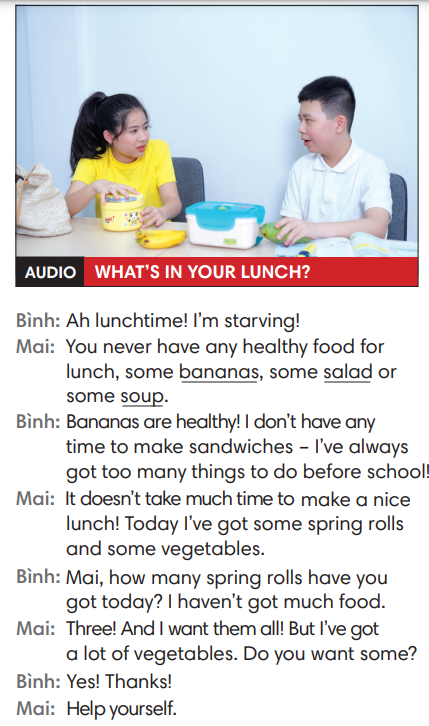 AUDIO WHAT'S IN YOUR LUNCH?
Bình: Ah lunchtime! I'm starving!
Mai: You never have any healthy food for
lunch, some bananas, some salad or
some soup.
Bình: Bananas are healthy! I don't have any
time to make sandwiches – I've always
got too many things to do before school!
Mai: It doesn't take much time to make a nice
lunch! Today I've got some spring rolls
and some vegetables.
Bình: Mai, how many spring rolls have you
got today? I haven't got much food.
Mai: Three! And I want them all! But I've got
a lot of vegetables. Do you want some?
Bình: Yes! Thanks!
Mai: Help yourself.